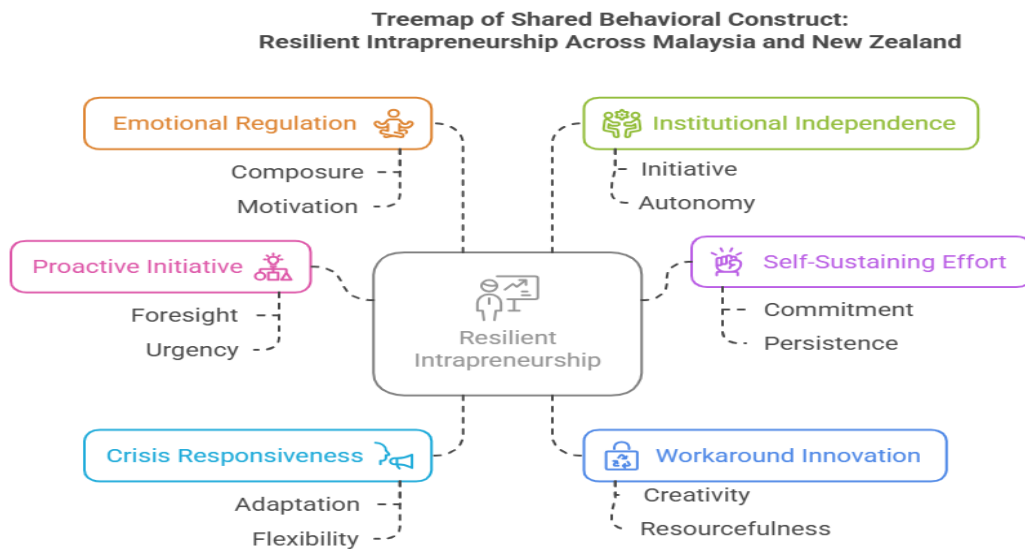 Treemap of Shared Behavioral Construct:
Resilient Intrapreneurship Across Malaysia and New Zealand
Emotional Regulation
Composure
Motivation
Institutional Independence
Initiative
Autonomy
Proactive Initiative
Foresight
Urgency
Resilient
Intrapreneurship
Self-Sustaining Effort
Commitment
Persistence
Crisis Responsiveness
Adaptation
Flexibility
Workaround Innovation
Creativity
Resourcefulness